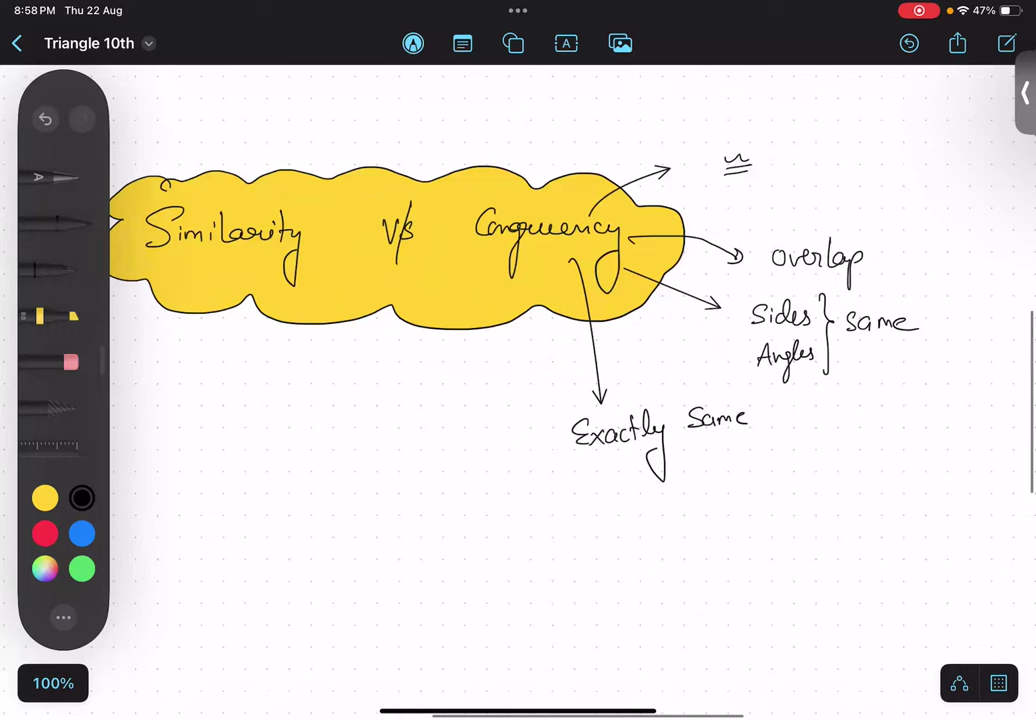 8:58 PM Thu 22 Aug
47%
Triangle 10th
Similarity V/s Congruency
≅
overlap
Sides
Angles } Same
Exactly Same
100%